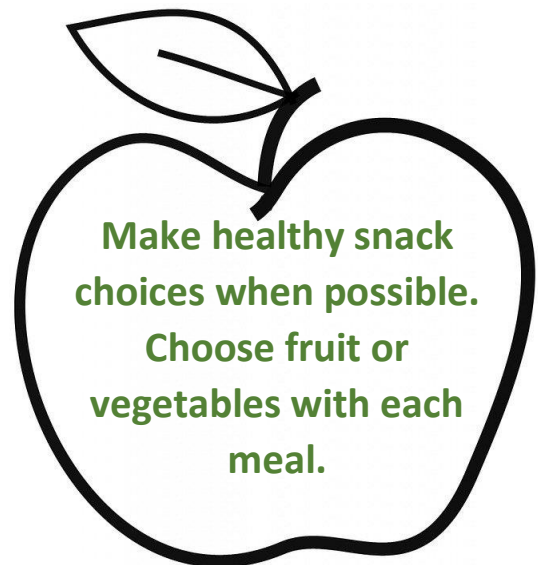 Make healthy snack
choices when possible.
Choose fruit or
vegetables with each
meal.